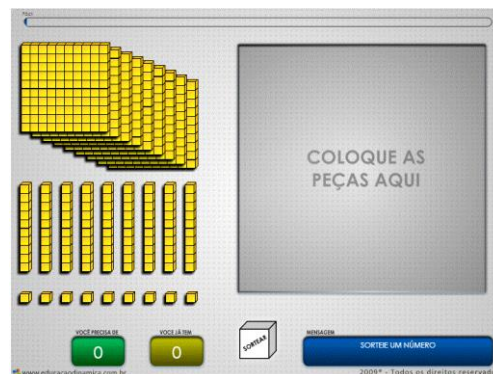 COLOQUE AS
PEÇAS AQUI
VOCÊ PRECISA DE
0
VOCÊ JÁ TEM
0
SORTEAR
MENSAGEM
SORTEIE UM NÚMERO
www.educacaodinamica.com.br
2009® - Todos os direitos reservad